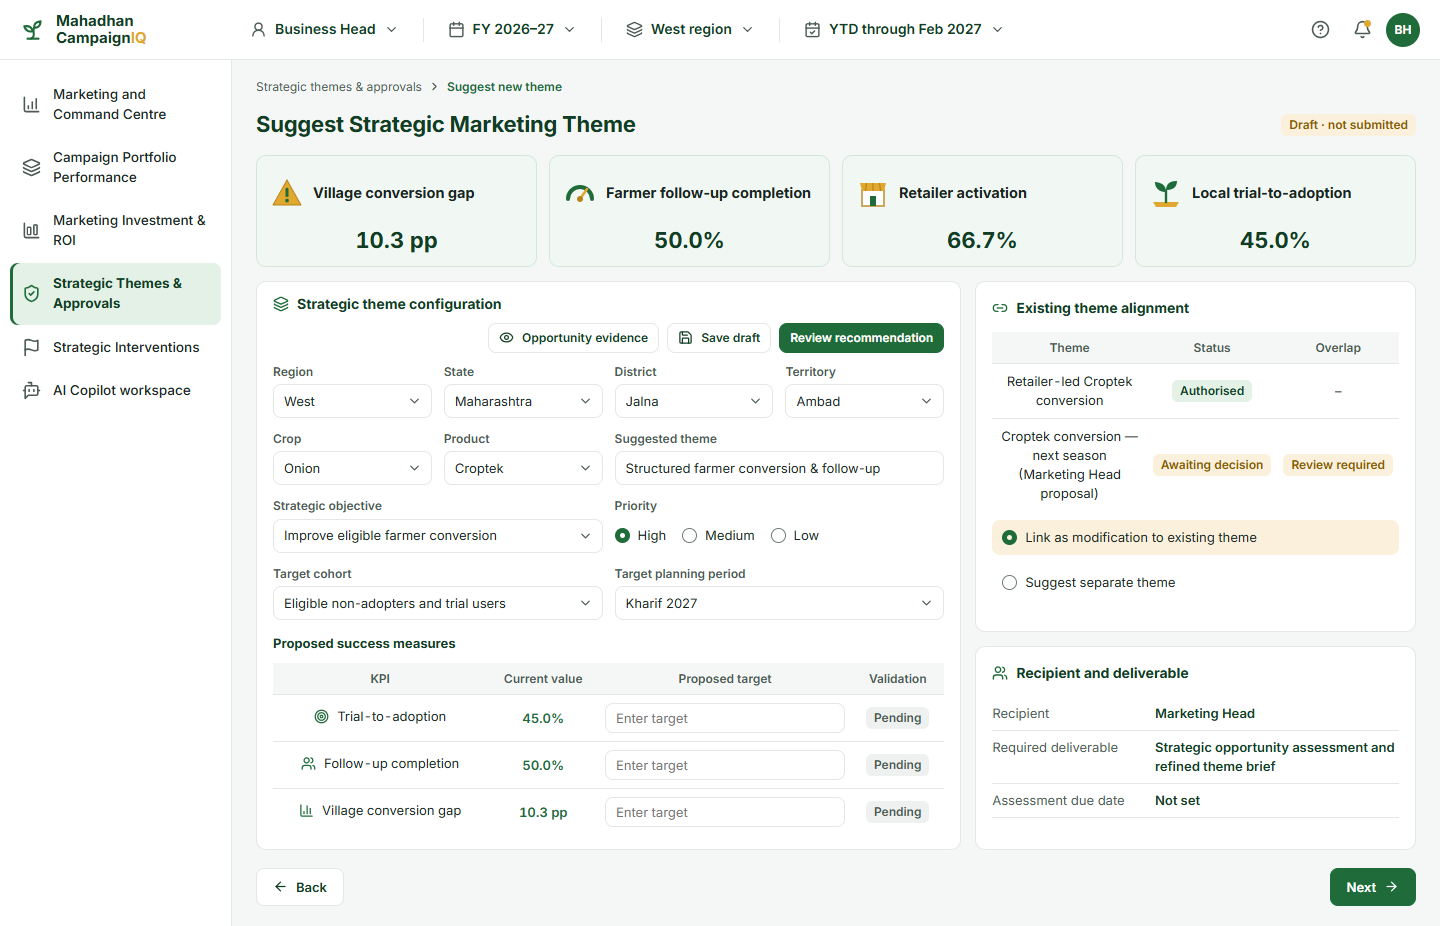 Mahadhan
CampaignIQ
Business Head
FY 2026–27
West region
YTD through Feb 2027
BH
Marketing and
Command Centre
Campaign Portfolio
Performance
Marketing Investment &
ROI
Strategic Themes &
Approvals
Strategic Interventions
AI Copilot workspace
Strategic themes & approvals > Suggest new theme
Suggest Strategic Marketing Theme
Draft · not submitted
Village conversion gap
10.3 pp
Farmer follow-up completion
50.0%
Retailer activation
66.7%
Local trial-to-adoption
45.0%
Strategic theme configuration
Opportunity evidence
Save draft
Review recommendation
Region
State
District
Territory
West
Maharashtra
Jalna
Ambad
Crop
Product
Suggested theme
Onion
Croptek
Structured farmer conversion & follow-up
Strategic objective
Priority
Improve eligible farmer conversion
High
Medium
Low
Target cohort
Target planning period
Eligible non-adopters and trial users
Kharif 2027
Proposed success measures
KPI
Current value
Proposed target
Validation
Trial-to-adoption
45.0%
Enter target
Pending
Follow-up completion
50.0%
Enter target
Pending
Village conversion gap
10.3 pp
Enter target
Pending
Existing theme alignment
Theme
Status
Overlap
Retailer-led Croptek
conversion
Authorised
–
Croptek conversion —
next season
(Marketing Head
proposal)
Awaiting decision
Review required
Link as modification to existing theme
Suggest separate theme
Recipient and deliverable
Recipient
Marketing Head
Required deliverable
Strategic opportunity assessment and
refined theme brief
Assessment due date
Not set
Back
Next